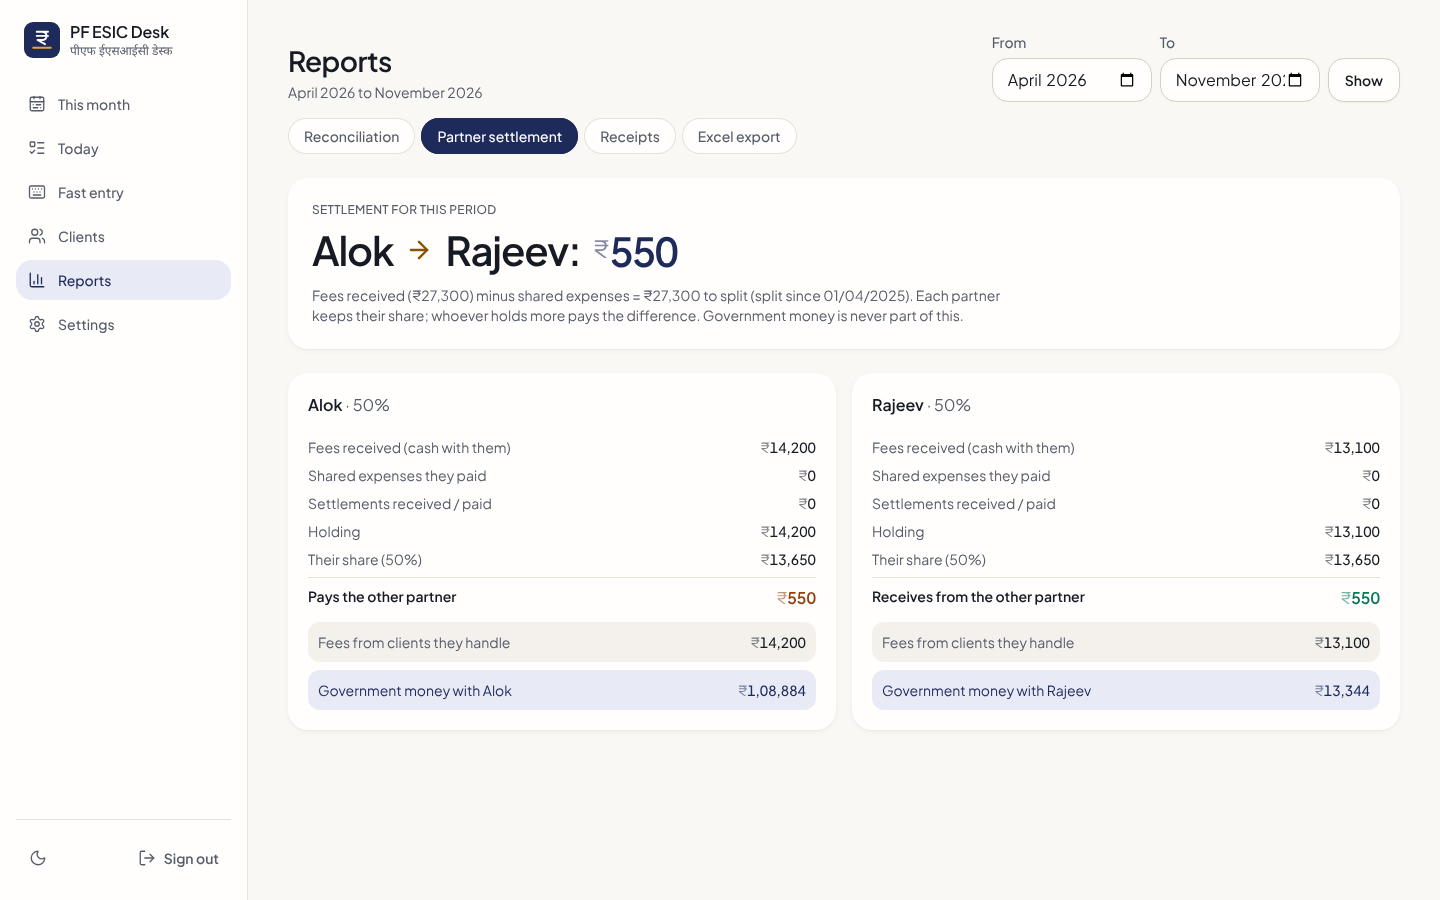 PF ESIC Desk
पीएफ ईएसआईसी डेस्क
This month
Today
Fast entry
Clients
Reports
Settings
Sign out
Reports
April 2026 to November 2026
From
To
April 2026
November 202
Show
Reconciliation
Partner settlement
Receipts
Excel export
SETTLEMENT FOR THIS PERIOD
Alok → Rajeev: ₹550
Fees received (₹27,300) minus shared expenses = ₹27,300 to split (split since 01/04/2025). Each partner
keeps their share; whoever holds more pays the difference. Government money is never part of this.
Alok · 50%
Fees received (cash with them) ₹14,200
Shared expenses they paid ₹0
Settlements received / paid ₹0
Holding ₹14,200
Their share (50%) ₹13,650
Pays the other partner ₹550
Fees from clients they handle ₹14,200
Government money with Alok ₹1,08,884
Rajeev · 50%
Fees received (cash with them) ₹13,100
Shared expenses they paid ₹0
Settlements received / paid ₹0
Holding ₹13,100
Their share (50%) ₹13,650
Receives from the other partner ₹550
Fees from clients they handle ₹13,100
Government money with Rajeev ₹13,344